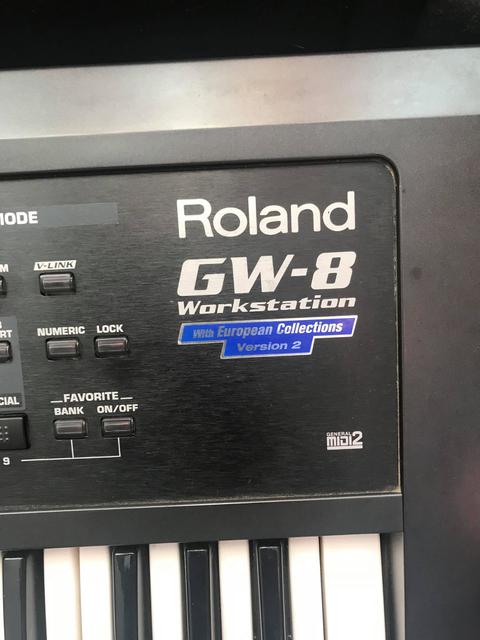 MODE
Roland
V-LINK
GW-8
Workstation
NUMERIC LOCK
With European Collections
Version 2
FAVORITE
BANK ON/OFF
GENERAL
MIDI2
9